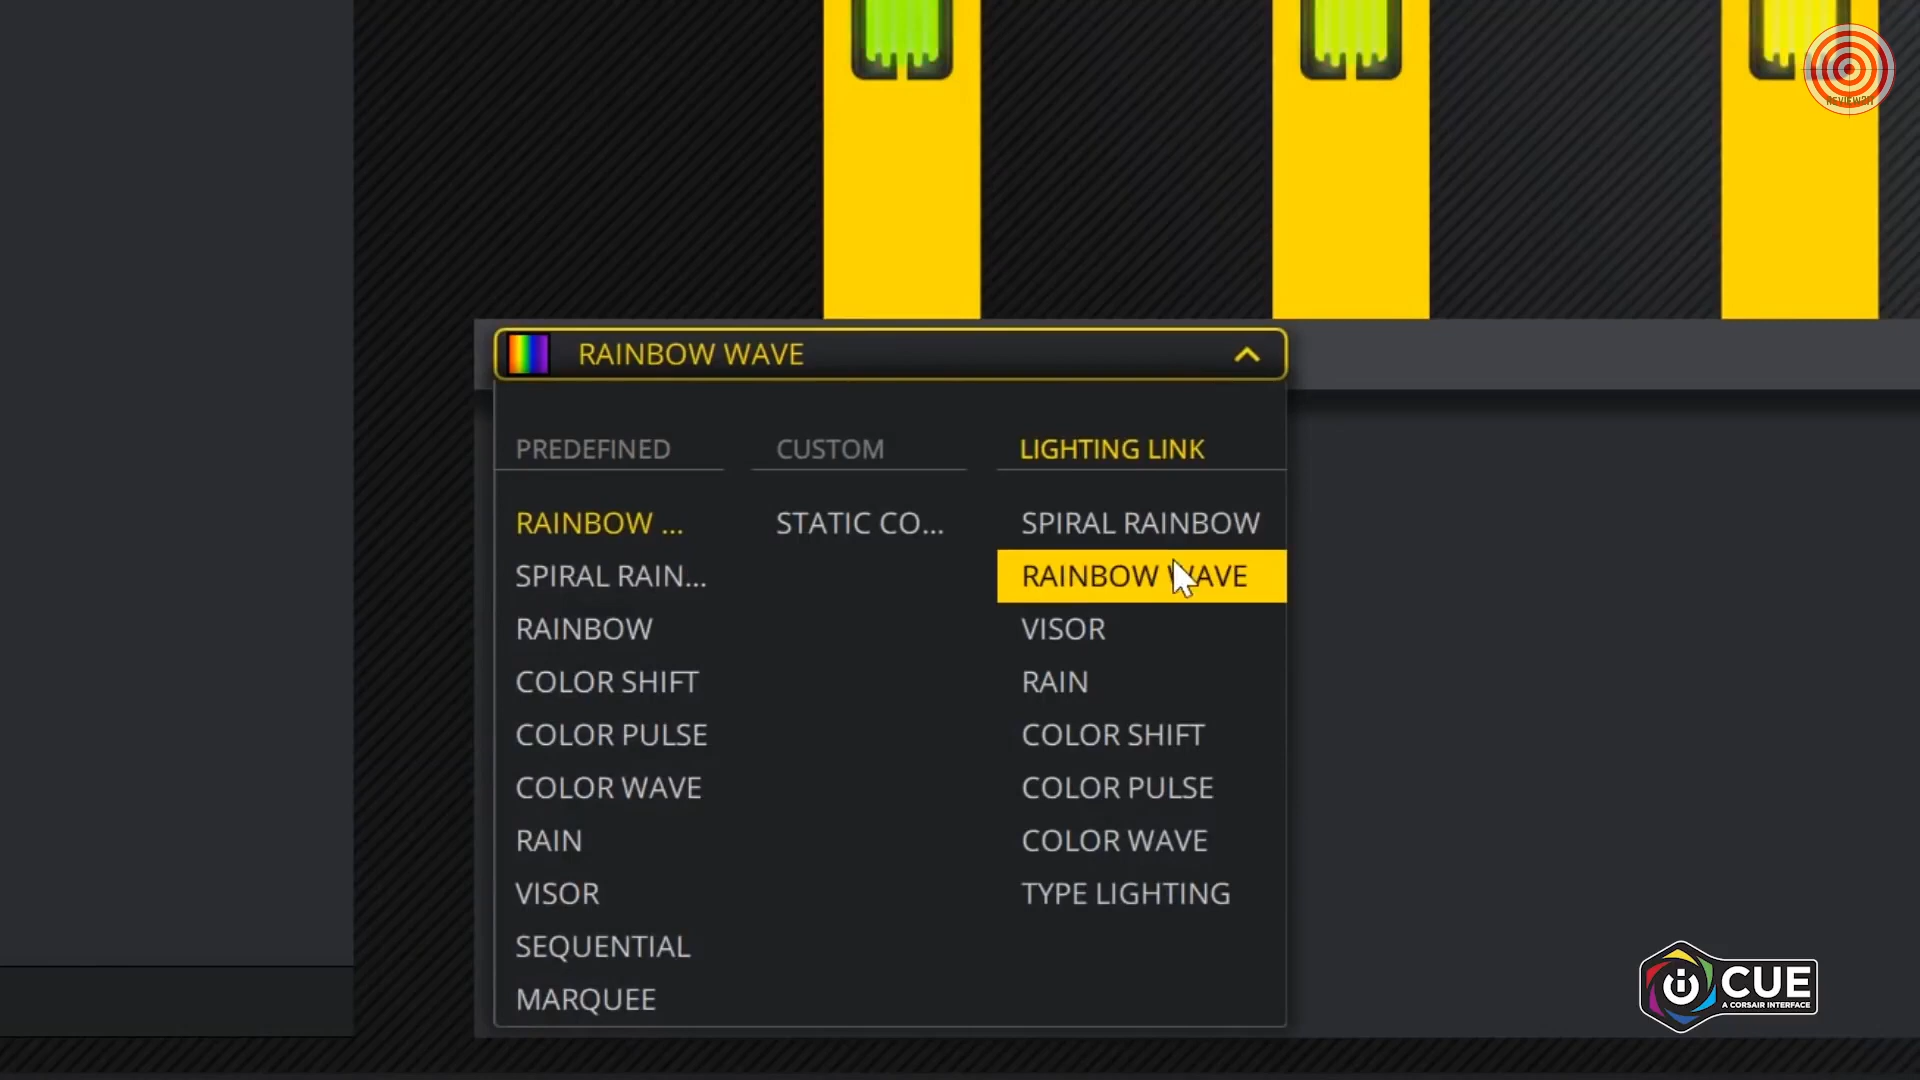 REVIEWZR
RAINBOW WAVE
PREDEFINED
RAINBOW ...
SPIRAL RAIN...
RAINBOW
COLOR SHIFT
COLOR PULSE
COLOR WAVE
RAIN
VISOR
SEQUENTIAL
MARQUEE
CUSTOM
STATIC CO...
LIGHTING LINK
SPIRAL RAINBOW
RAINBOW WAVE
VISOR
RAIN
COLOR SHIFT
COLOR PULSE
COLOR WAVE
TYPE LIGHTING
iCUE
A CORSAIR INTERFACE